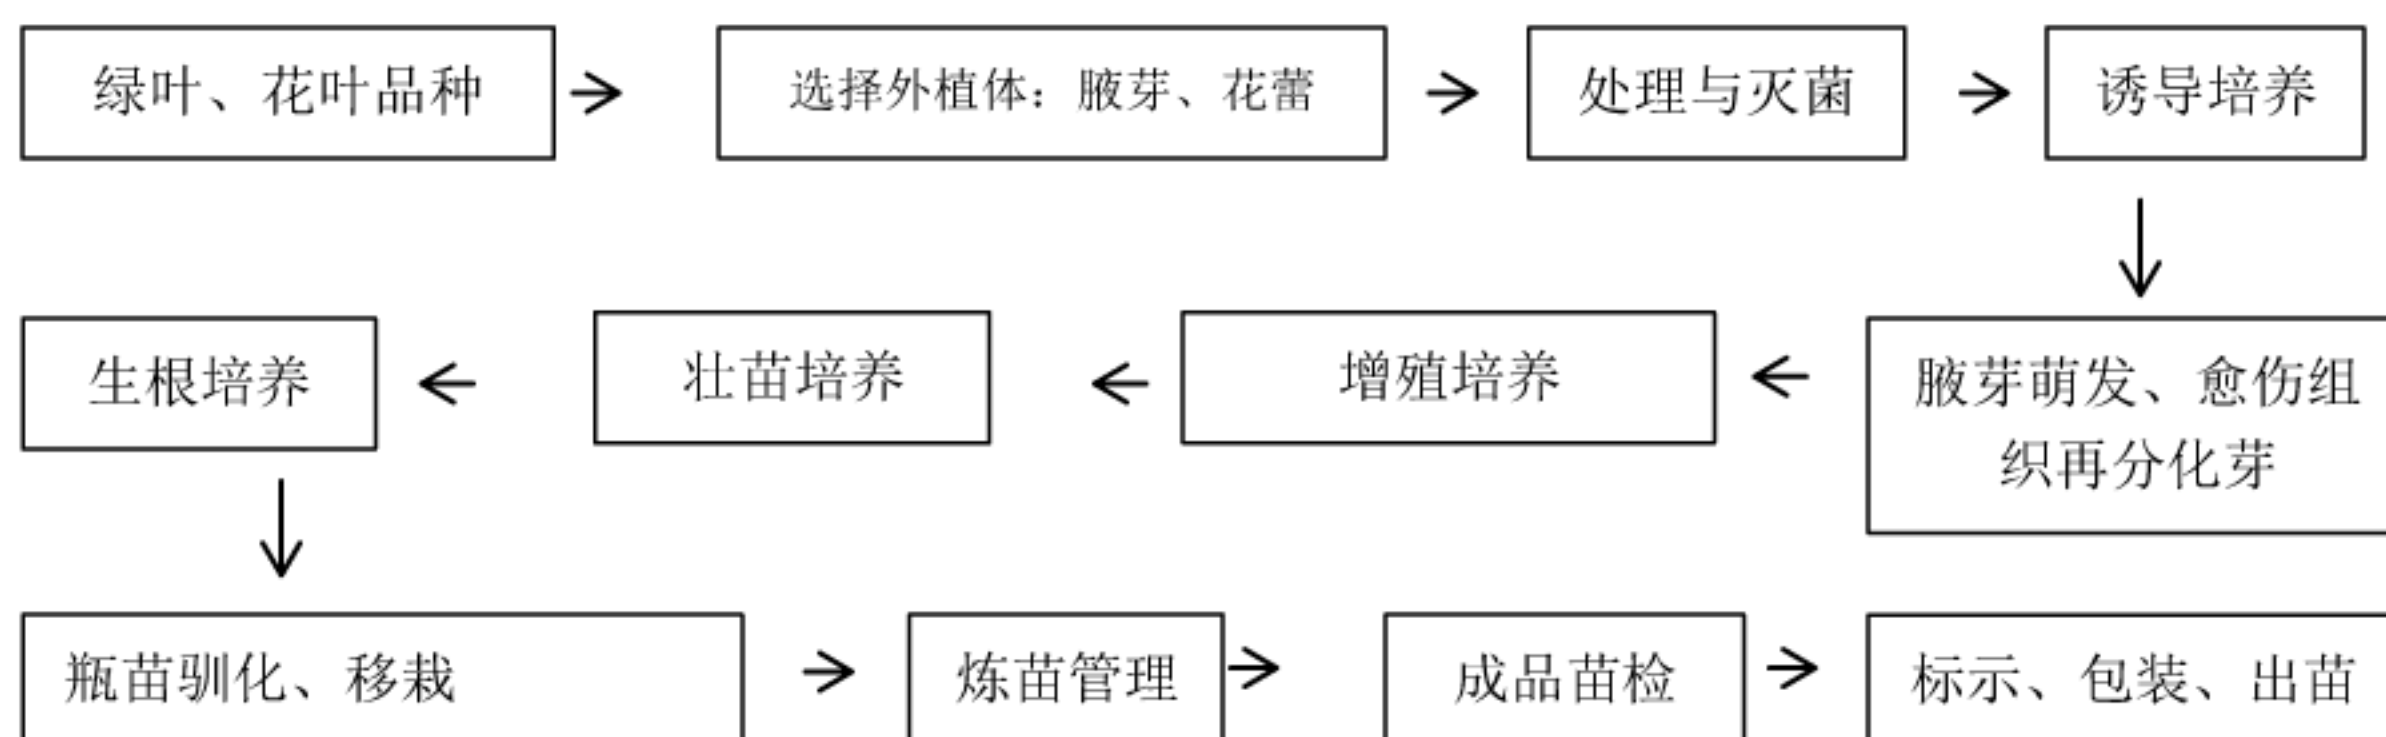 绿叶、花叶品种
选择外植体：腋芽、花蕾
处理与灭菌
诱导培养
腋芽萌发、愈伤组
织再分化芽
增殖培养
壮苗培养
生根培养
瓶苗驯化、移栽
炼苗管理
成品苗检
标示、包装、出苗